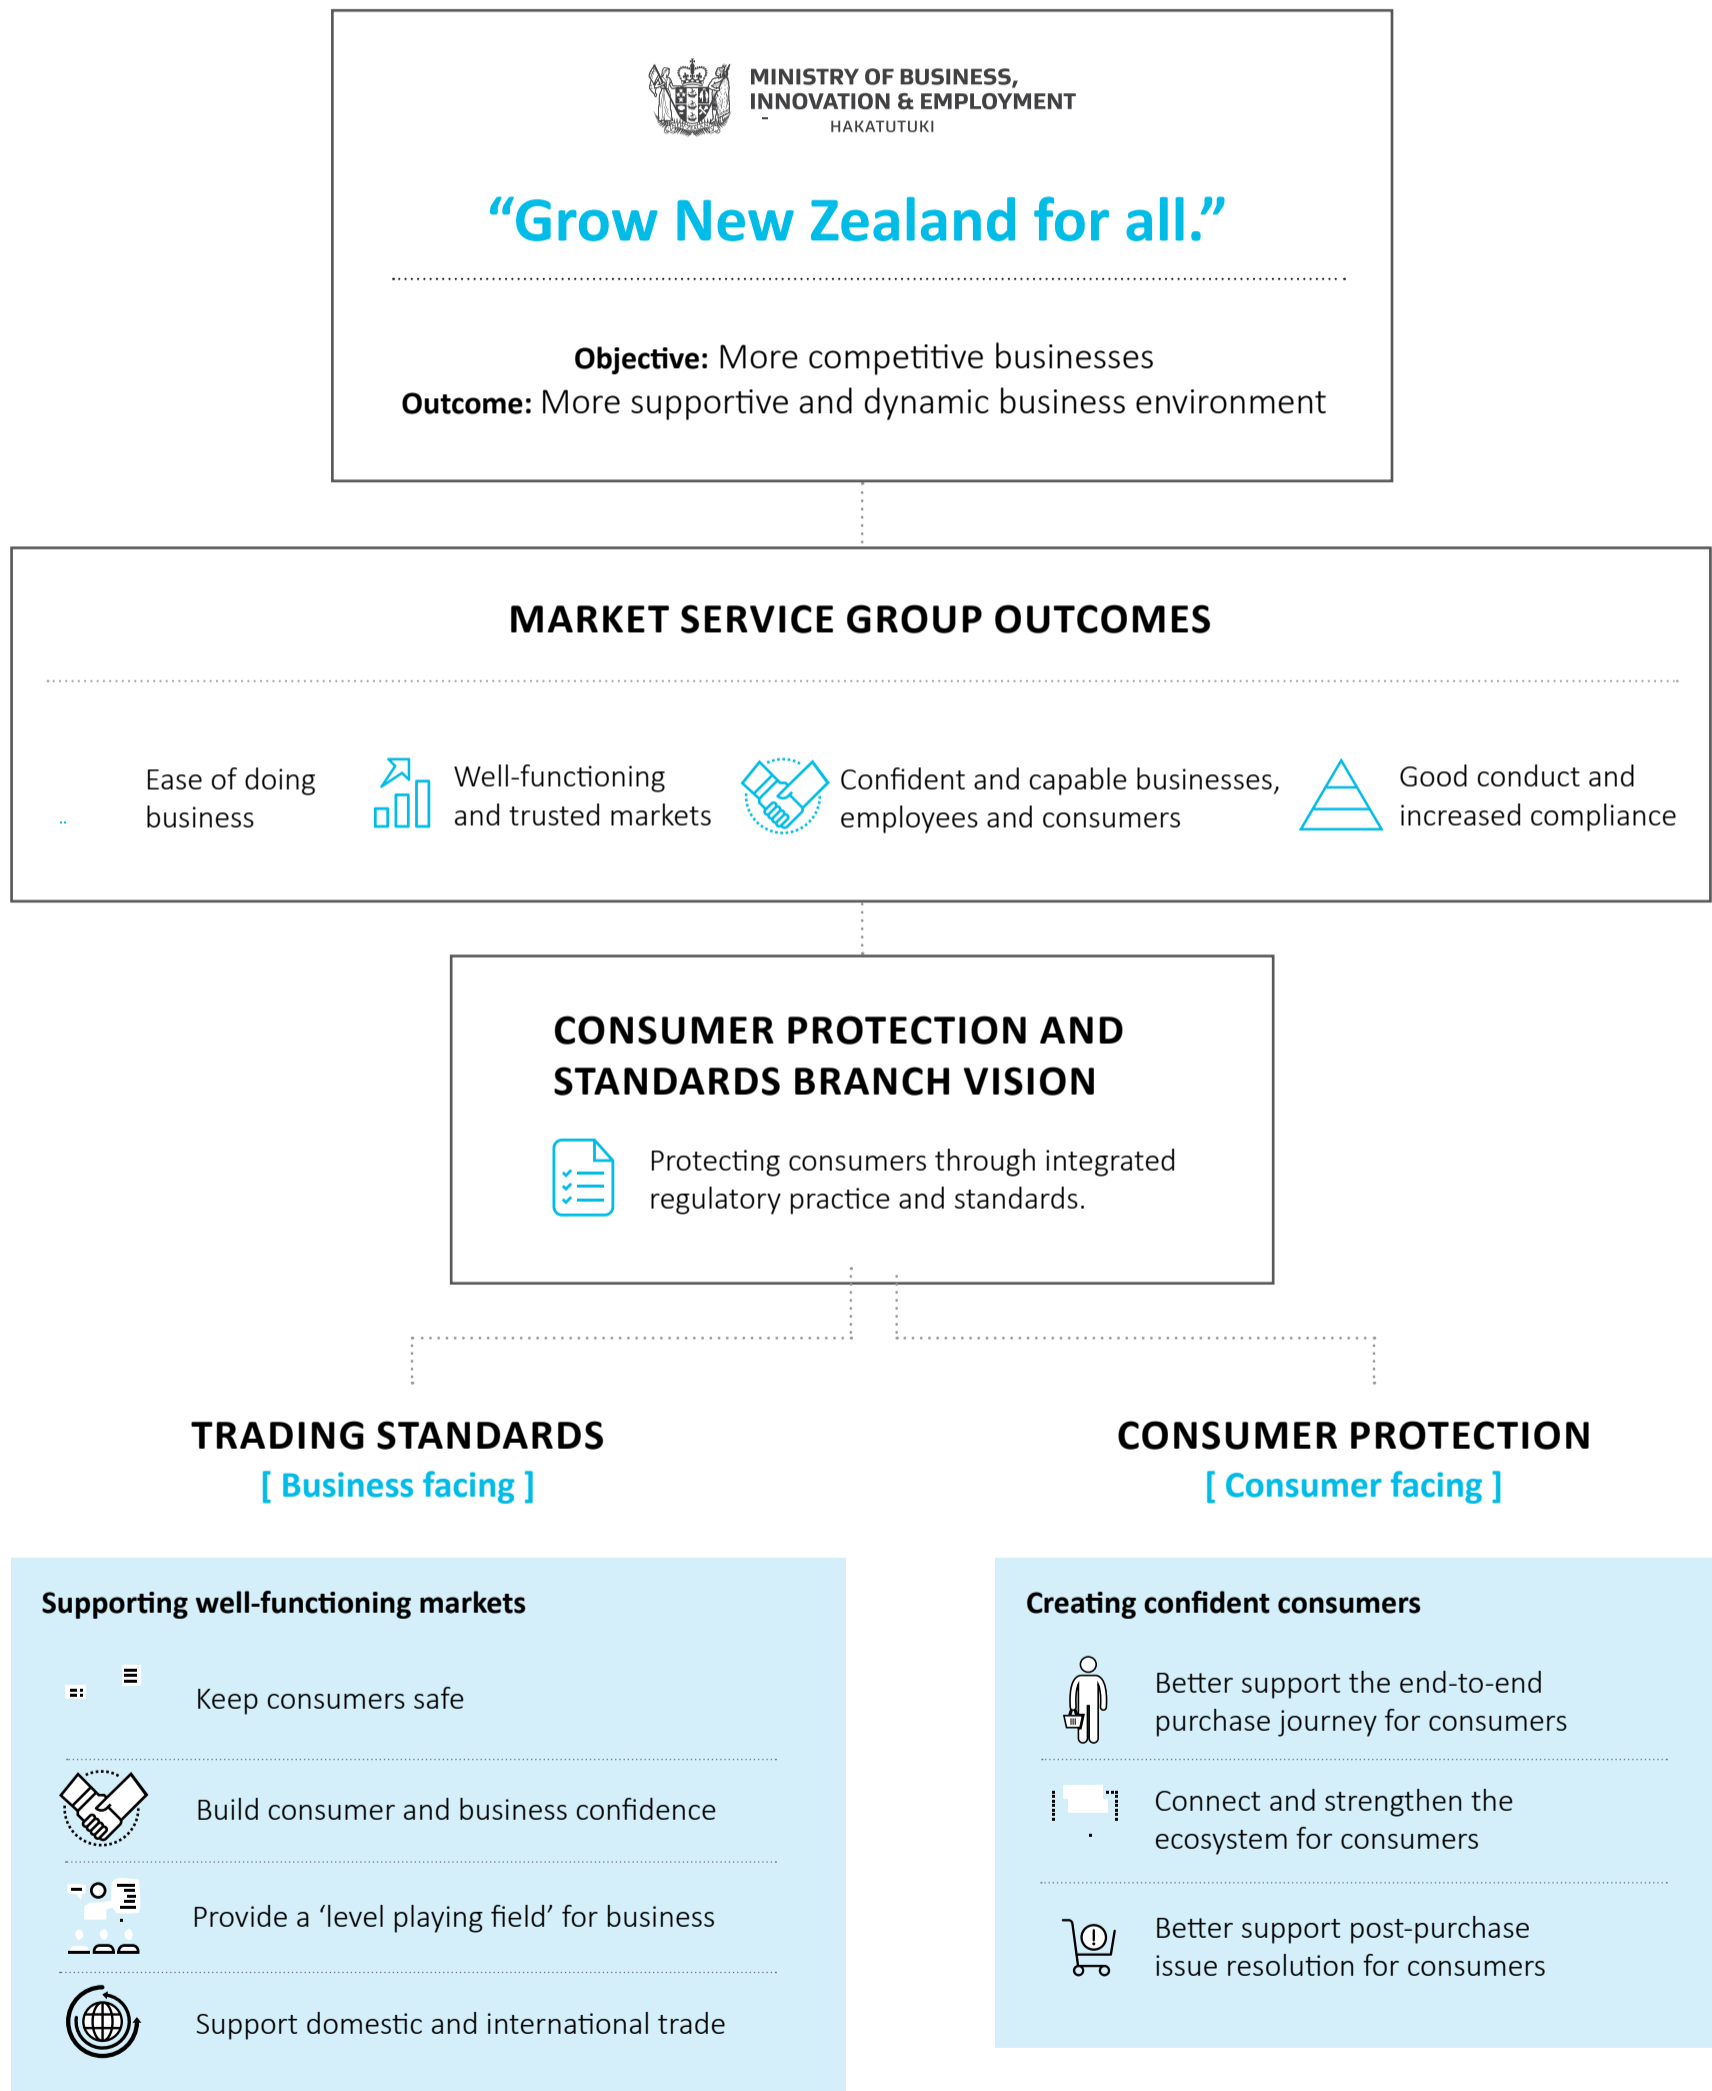 MINISTRY OF BUSINESS,
INNOVATION & EMPLOYMENT
HAKATUTUKI
“Grow New Zealand for all.”
Objective: More competitive businesses
Outcome: More supportive and dynamic business environment
MARKET SERVICE GROUP OUTCOMES
Ease of doing
business
Well-functioning
and trusted markets
Confident and capable businesses,
employees and consumers
Good conduct and
increased compliance
CONSUMER PROTECTION AND
STANDARDS BRANCH VISION
Protecting consumers through integrated
regulatory practice and standards.
TRADING STANDARDS
[ Business facing ]
Supporting well-functioning markets
Keep consumers safe
Build consumer and business confidence
Provide a ‘level playing field’ for business
Support domestic and international trade
CONSUMER PROTECTION
[ Consumer facing ]
Creating confident consumers
Better support the end-to-end
purchase journey for consumers
Connect and strengthen the
ecosystem for consumers
Better support post-purchase
issue resolution for consumers